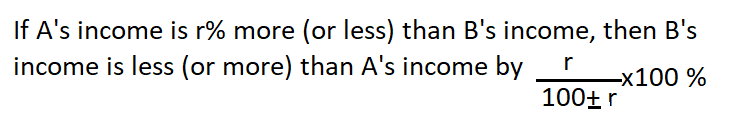 If A's income is r% more (or less) than B's income, then B's
income is less (or more) than A's income by r
100± r
x100 %